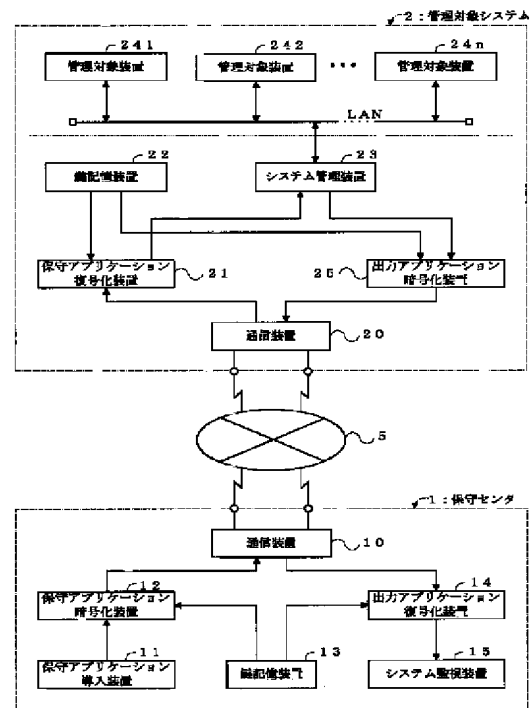 2:管理対象システム
241
242
24n
管理対象装置
管理対象装置
・・・
管理対象装置
LAN
22
23
鍵記憶装置
システム管理装置
保守アプリケーション
復号化装置
21
出力アプリケーション
暗号化装置
25
通信装置
20
5
1:保守センタ
通信装置
10
12
14
保守アプリケーション
暗号化装置
出力アプリケーション
復号化装置
11
13
15
保守アプリケーション
導入装置
鍵記憶装置
システム監視装置